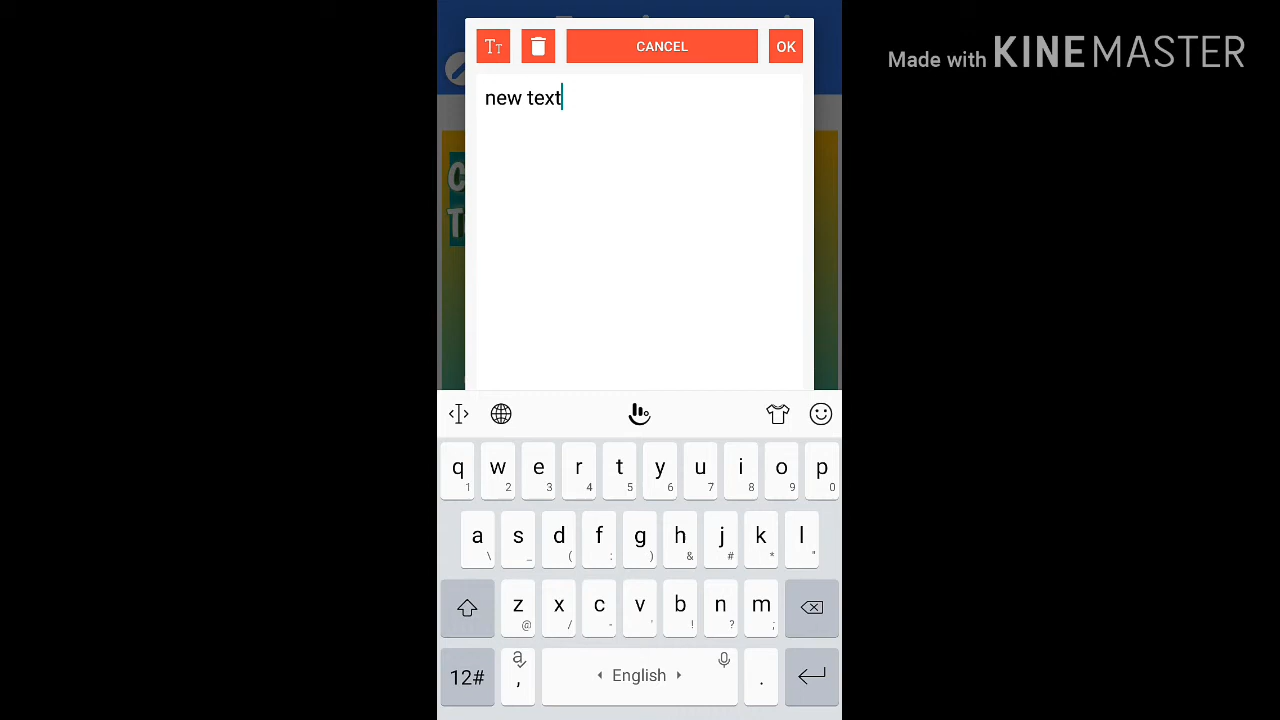 Tт CANCEL OK
Made with KINEMASTER
new text
C
T
q w e r t y u i o p
1 2 3 4 5 6 7 8 9 0
a s d f g h j k l
\ _ ( : ) & # * "
z x c v b n m
@ / - ' ! ? ;
12# a , English .